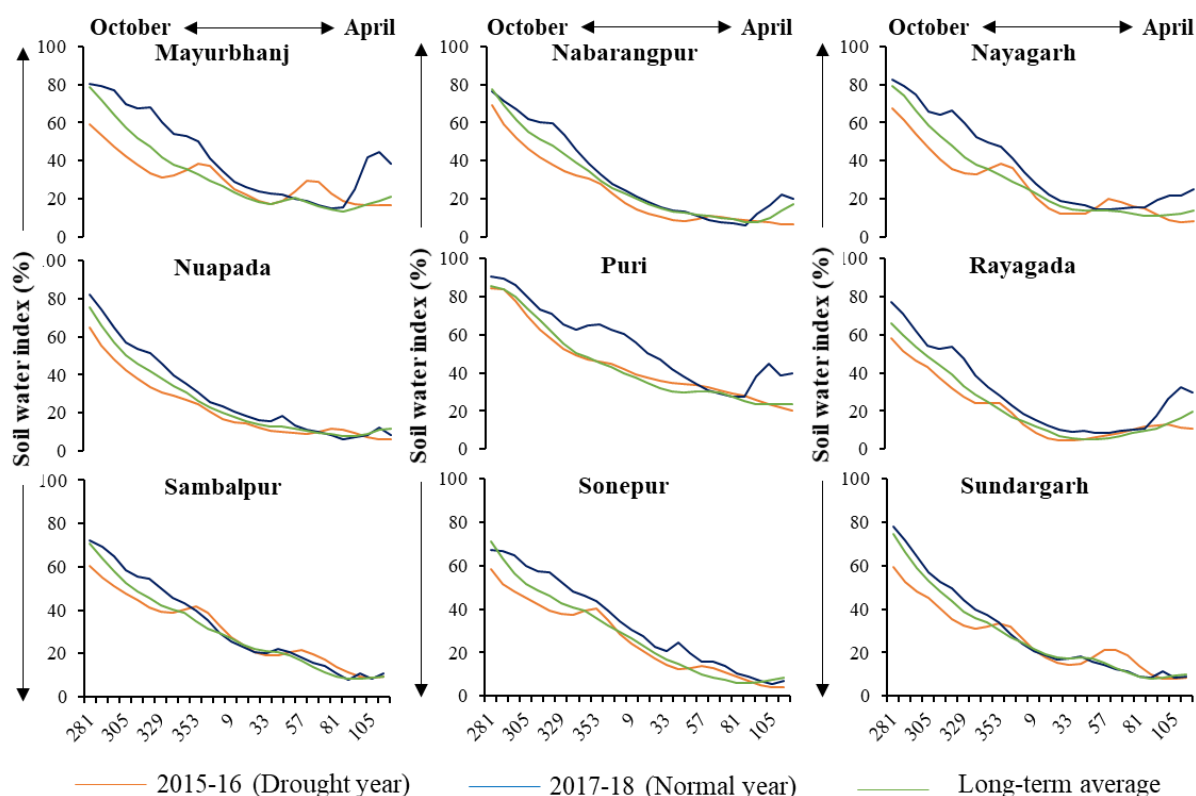 October April October April October April
Mayurbhanj Nabarangpur Nayagarh
100 100 100
80 80 80
60 60 60
40 40 40
20 20 20
0 0 0
Soil water index (%) Soil water index (%) Soil water index (%)
Nuapada Puri Rayagada
100 100 100
80 80 80
60 60 60
40 40 40
20 20 20
0 0 0
Sambalpur Sonepur Sundargarh
100 100 100
80 80 80
60 60 60
40 40 40
20 20 20
0 0 0
281 305 329 353 9 33 57 81 105 281 305 329 353 9 33 57 81 105 281 305 329 353 9 33 57 81 105
2015-16 (Drought year) 2017-18 (Normal year) Long-term average